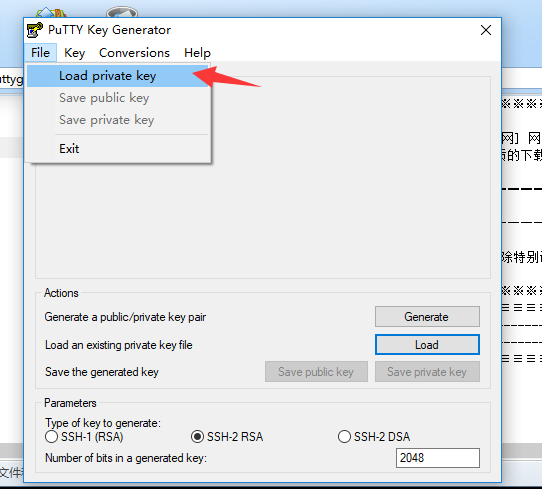 PuTTY Key Generator
File Key Conversions Help
Load private key
Save public key
Save private key
Exit
Actions
Generate a public/private key pair
Generate
Load an existing private key file
Load
Save the generated key
Save public key
Save private key
Parameters
Type of key to generate:
SSH-1 (RSA)
SSH-2 RSA
SSH-2 DSA
Number of bits in a generated key:
2048
uttyg
※※※※
网] 网
质的下载
除特别
※※※※
文件